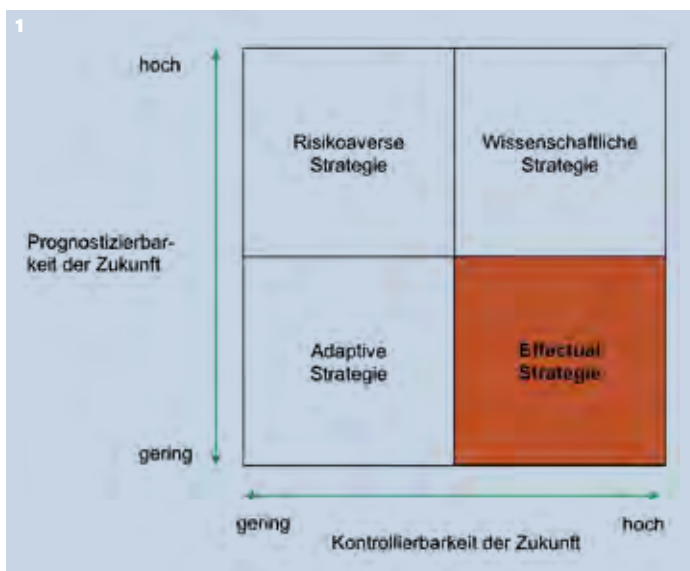 1
hoch
Risikoaverse
Strategie
Wissenschaftliche
Strategie
Prognostizierbar-
keit der Zukunft
Adaptive
Strategie
Effectual
Strategie
gering
gering
hoch
Kontrollierbarkeit der Zukunft